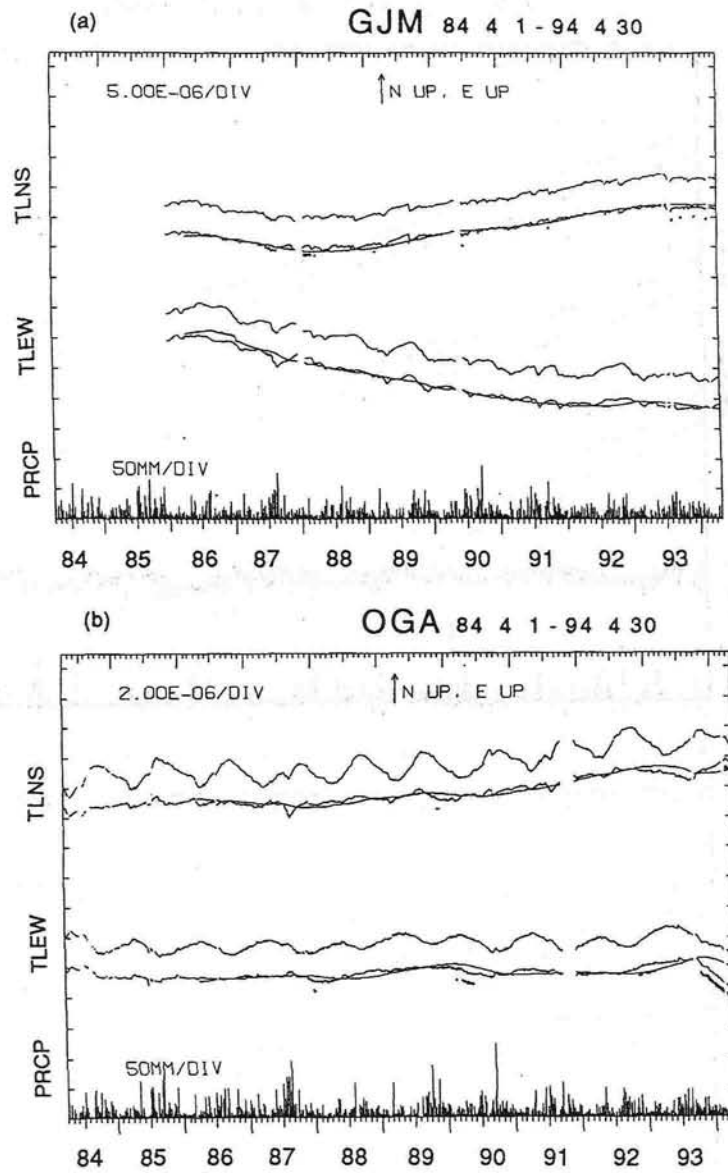 (a) GJM 84 4 1 - 94 4 30
5.00E-06/DIV
N UP, E UP
TLNS
TLEW
50MM/DIV
PRCP
84 85 86 87 88 89 90 91 92 93
(b) OGA 84 4 1 - 94 4 30
2.00E-06/DIV
N UP, E UP
TLNS
TLEW
50MM/DIV
PRCP
84 85 86 87 88 89 90 91 92 93